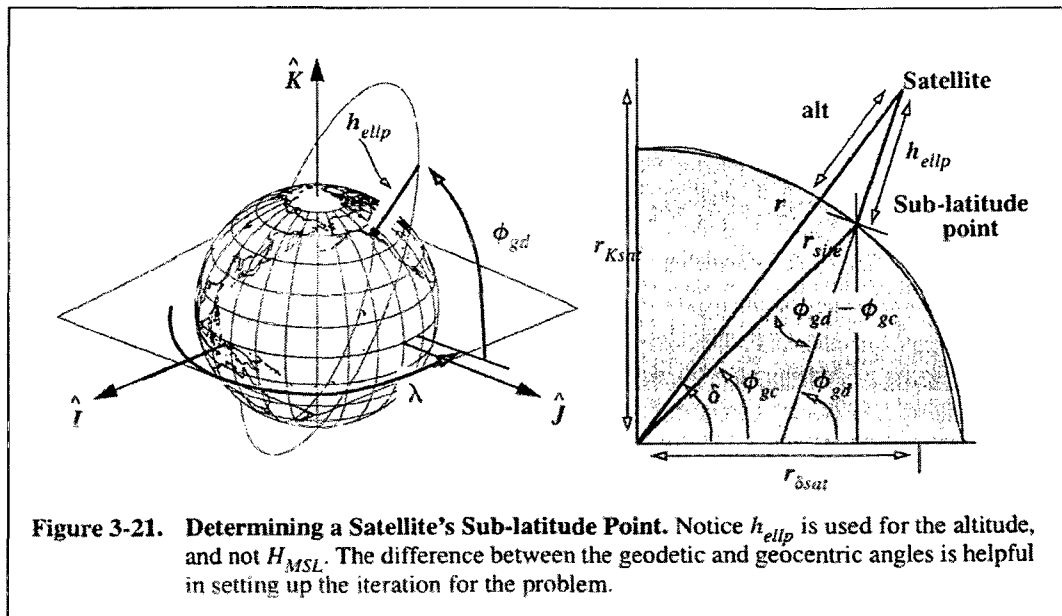 K̂
h_ellp
ϕ_gd
Î
λ
Ĵ
Satellite
alt
h_ellp
r
Sub-latitude
point
r_Ksat
r_site
ϕ_gd − ϕ_gc
δ
ϕ_gc
ϕ_gd
r_δsat
Figure 3-21. Determining a Satellite's Sub-latitude Point. Notice h_ellp is used for the altitude,
and not H_MSL. The difference between the geodetic and geocentric angles is helpful
in setting up the iteration for the problem.